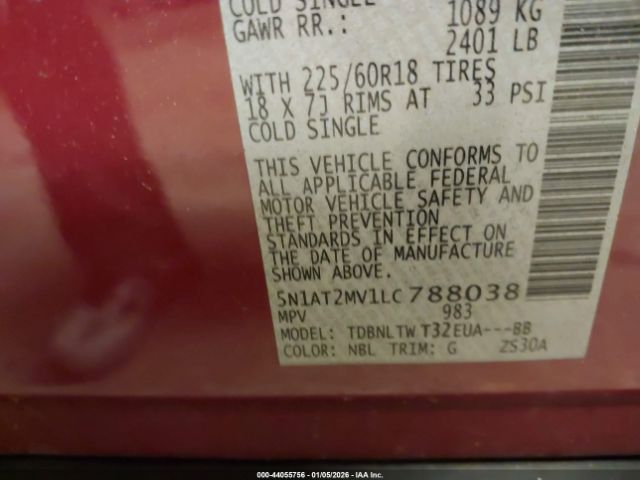 COLD SINGLE
GAWR RR.: 1089 KG
2401 LB
WITH 225/60R18 TIRES
18 X 7J RIMS AT 33 PSI
COLD SINGLE
THIS VEHICLE CONFORMS TO
ALL APPLICABLE FEDERAL
MOTOR VEHICLE SAFETY AND
THEFT PREVENTION
STANDARDS IN EFFECT ON
THE DATE OF MANUFACTURE
SHOWN ABOVE.
5N1AT2MV1LC788038
MPV 983
MODEL: TDBNLTW T32EUA---BB
COLOR: NBL TRIM: G ZS30A
000-44055756 - 01/05/2026 - IAA Inc.